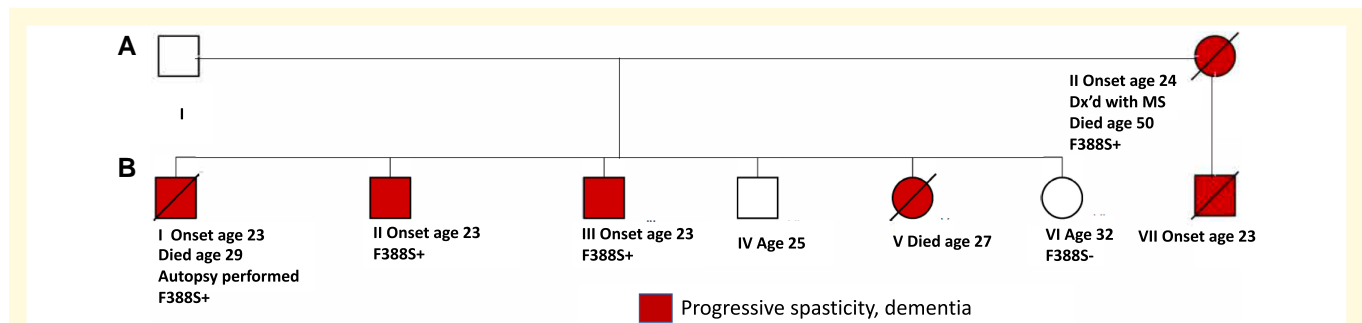 A
I
II Onset age 24
Dx'd with MS
Died age 50
F388S+
B
I Onset age 23
Died age 29
Autopsy performed
F388S+
II Onset age 23
F388S+
III Onset age 23
F388S+
IV Age 25
V Died age 27
VI Age 32
F388S-
VII Onset age 23
Progressive spasticity, dementia